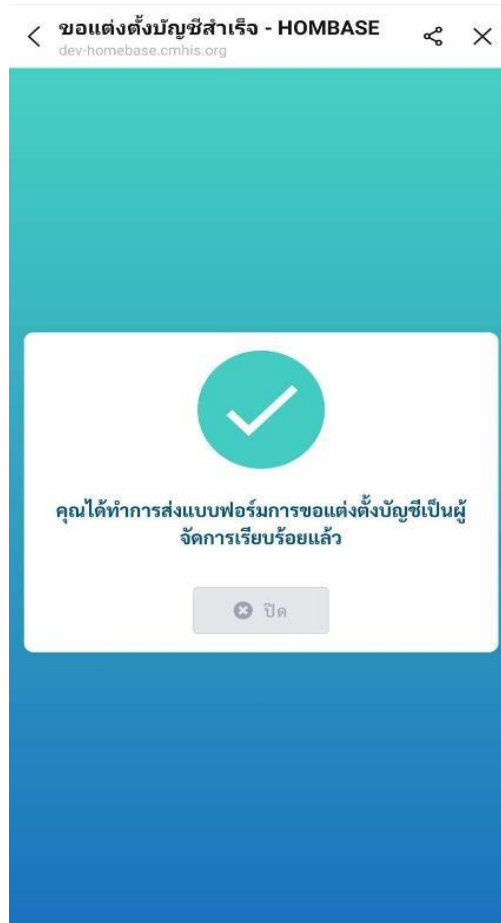 ขอแต่งตั้งบัญชีสำเร็จ - HOMBASE
dev-homebase.cmhis.org
คุณได้ทำการส่งแบบฟอร์มการขอแต่งตั้งบัญชีเป็นผู้
จัดการเรียบร้อยแล้ว
ปิด